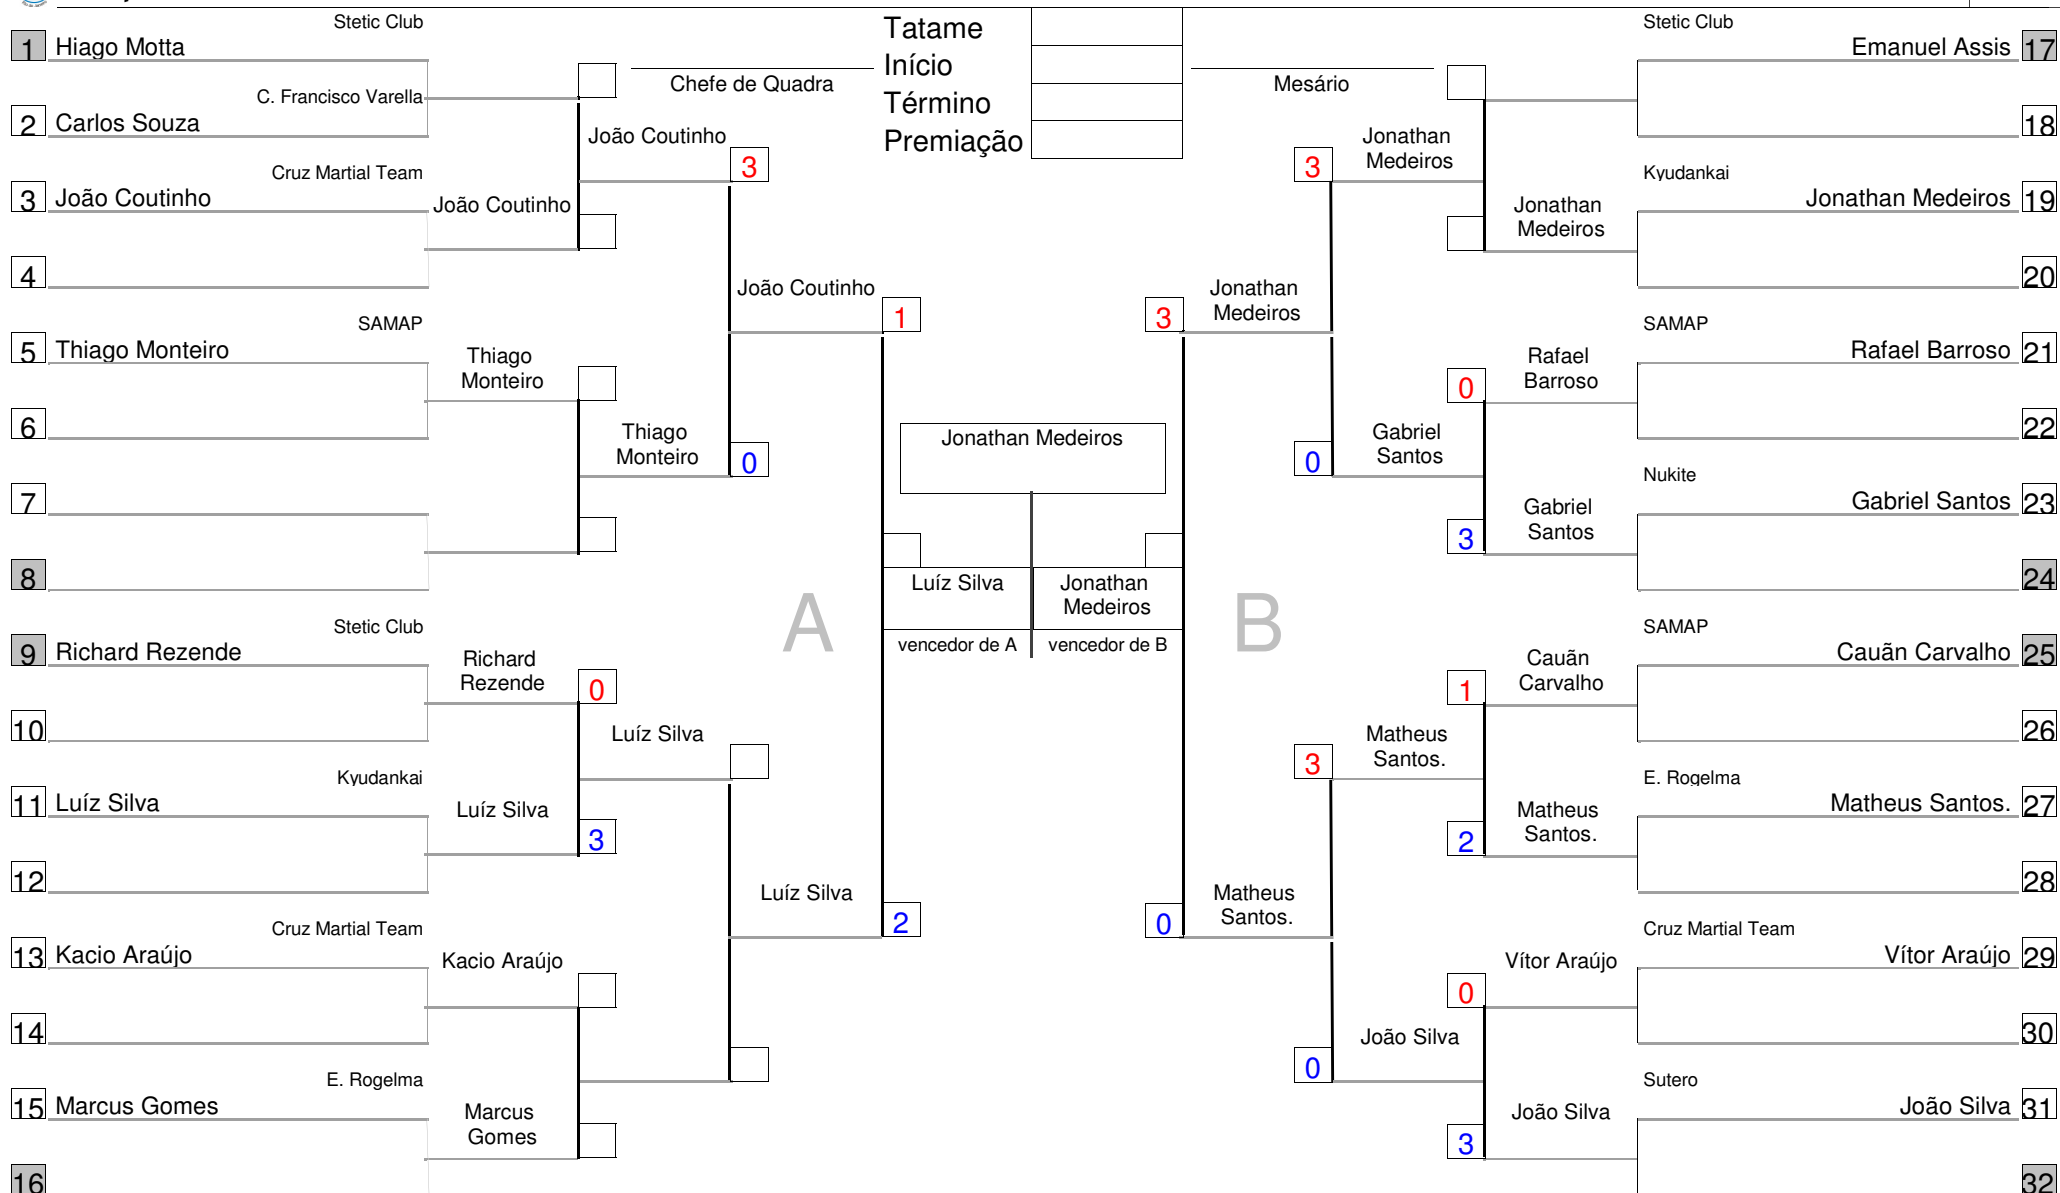 Stetic Club
1 Hiago Motta
C. Francisco Varella
2 Carlos Souza
Cruz Martial Team
3 João Coutinho
4
SAMAP
5 Thiago Monteiro
6
7
8
Stetic Club
9 Richard Rezende
10
Kyudankai
11 Luíz Silva
12
Cruz Martial Team
13 Kacio Araújo
14
E. Rogelma
15 Marcus Gomes
16
João Coutinho
Thiago
Monteiro
Richard
Rezende
0
Luíz Silva
3
Kacio Araújo
Marcus
Gomes
João Coutinho
3
Thiago
Monteiro
0
Luíz Silva
João Coutinho
1
Luíz Silva
2
Chefe de Quadra
Tatame
Início
Término
Premiação
Mesário
Jonathan Medeiros
Luíz Silva
Jonathan
Medeiros
vencedor de A
vencedor de B
A
B
3
Jonathan
Medeiros
0
Matheus
Santos.
3
Jonathan
Medeiros
0
Gabriel
Santos
3
Matheus
Santos.
0
João Silva
Jonathan
Medeiros
0
Rafael
Barroso
3
Gabriel
Santos
1
Cauãn
Carvalho
2
Matheus
Santos.
0
Vítor Araújo
3
João Silva
Stetic Club
Emanuel Assis 17
18
Kyudankai
Jonathan Medeiros 19
20
SAMAP
Rafael Barroso 21
22
Nukite
Gabriel Santos 23
24
SAMAP
Cauãn Carvalho 25
26
E. Rogelma
Matheus Santos. 27
28
Cruz Martial Team
Vítor Araújo 29
30
Sutero
João Silva 31
32